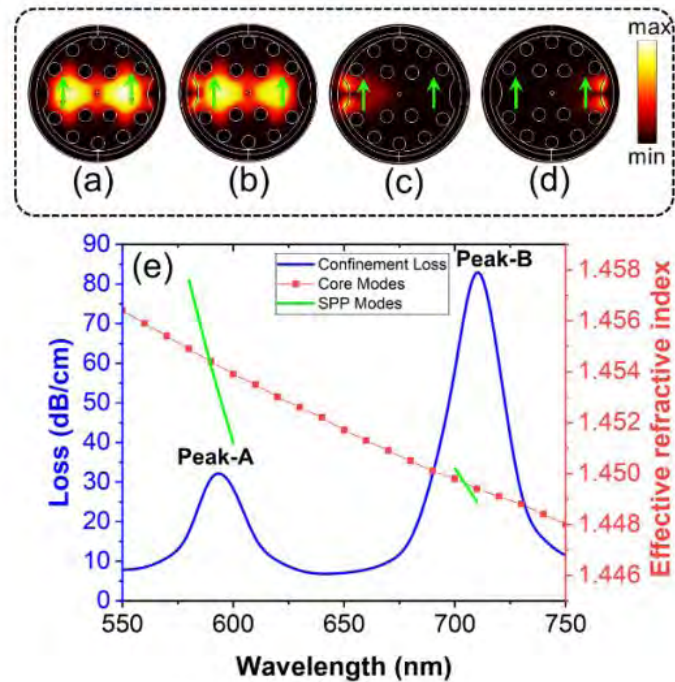 max
min
(a) (b) (c) (d)
(e)
Peak-B
Peak-A
Confinement Loss
Core Modes
SPP Modes
90
80
70
60
50
40
30
20
10
0
Loss (dB/cm)
1.458
1.456
1.454
1.452
1.450
1.448
1.446
Effective refractive index
550 600 650 700 750
Wavelength (nm)